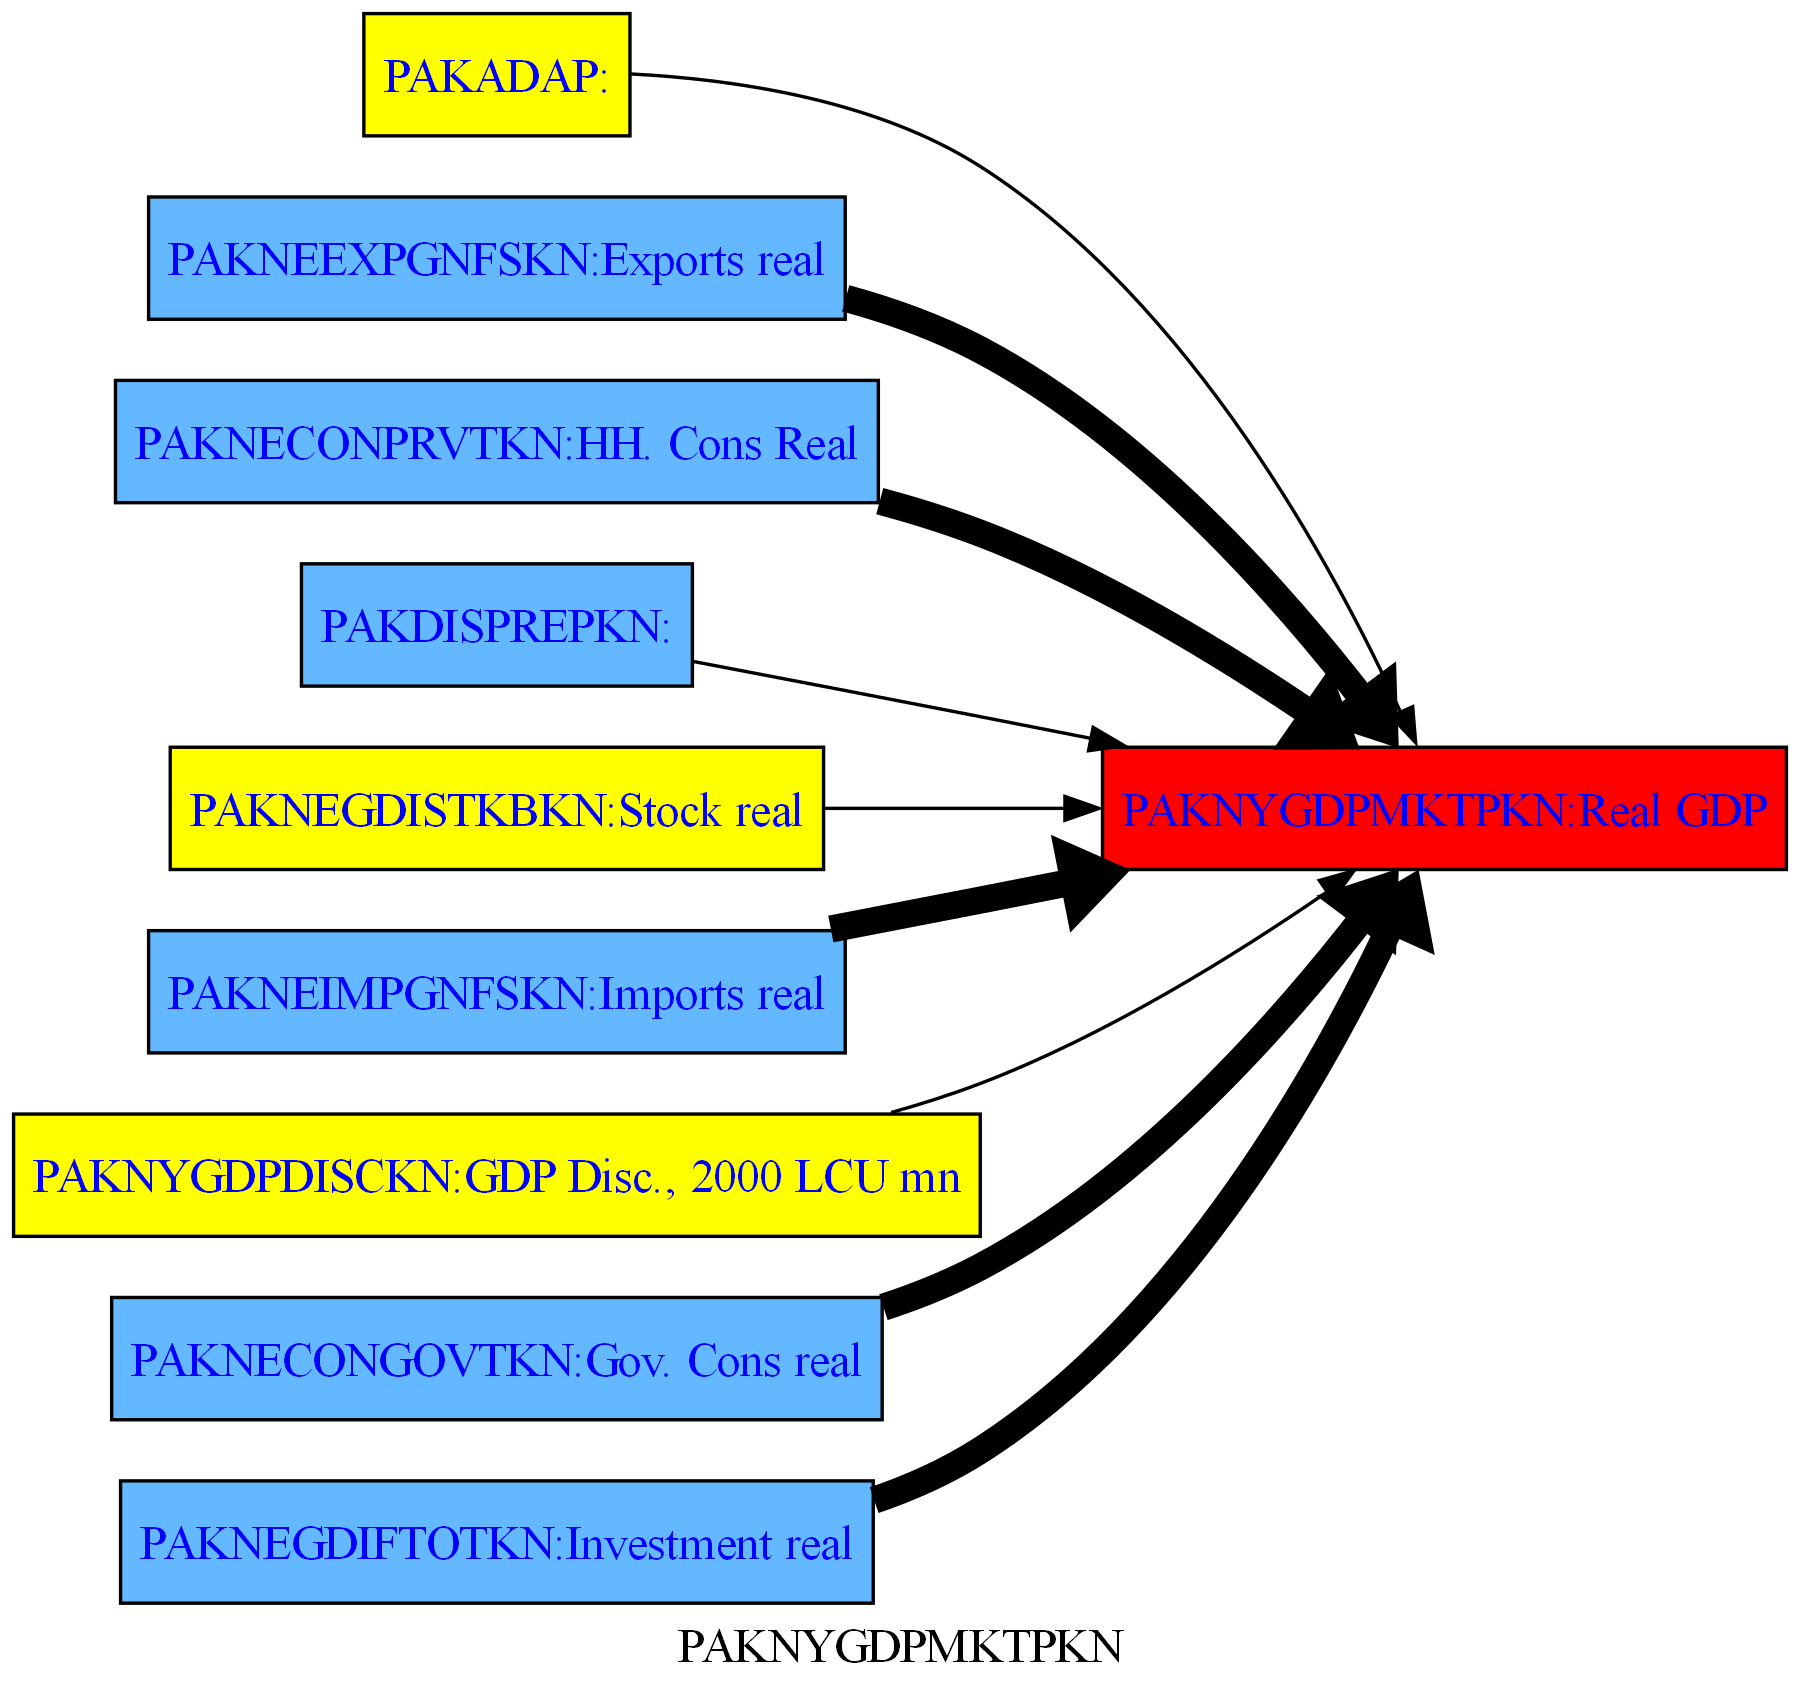 PAKADAP:
PAKNEEXPGNFSKN:Exports real
PAKNECONPRVTKN:HH. Cons Real
PAKDISPREPKN:
PAKNEGDISTKBKN:Stock real
PAKNYGDPMKTPKN:Real GDP
PAKNEIMPGNFSKN:Imports real
PAKNYGDPDISCKN:GDP Disc., 2000 LCU mn
PAKNECONGOVTKN:Gov. Cons real
PAKNEGDIFTOTKN:Investment real
PAKNYGDPMKTPKN